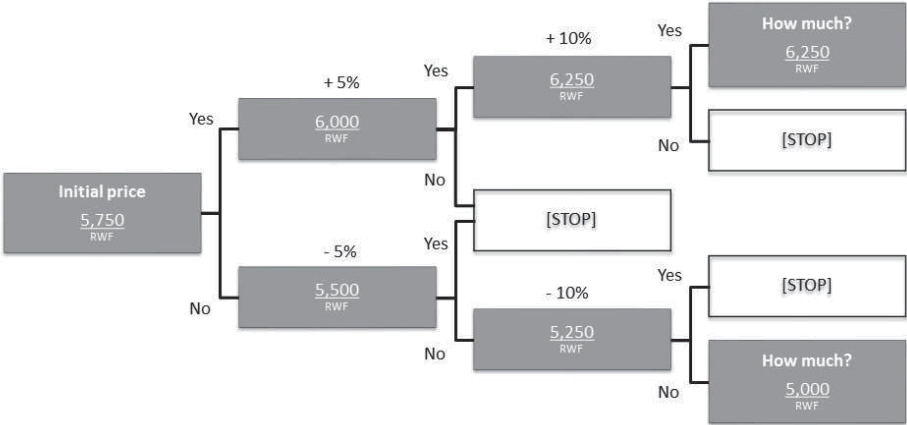 Initial price
5,750
RWF
Yes
No
+ 5%
6,000
RWF
- 5%
5,500
RWF
Yes
No
Yes
No
+ 10%
6,250
RWF
[STOP]
- 10%
5,250
RWF
Yes
No
Yes
No
How much?
6,250
RWF
[STOP]
[STOP]
How much?
5,000
RWF